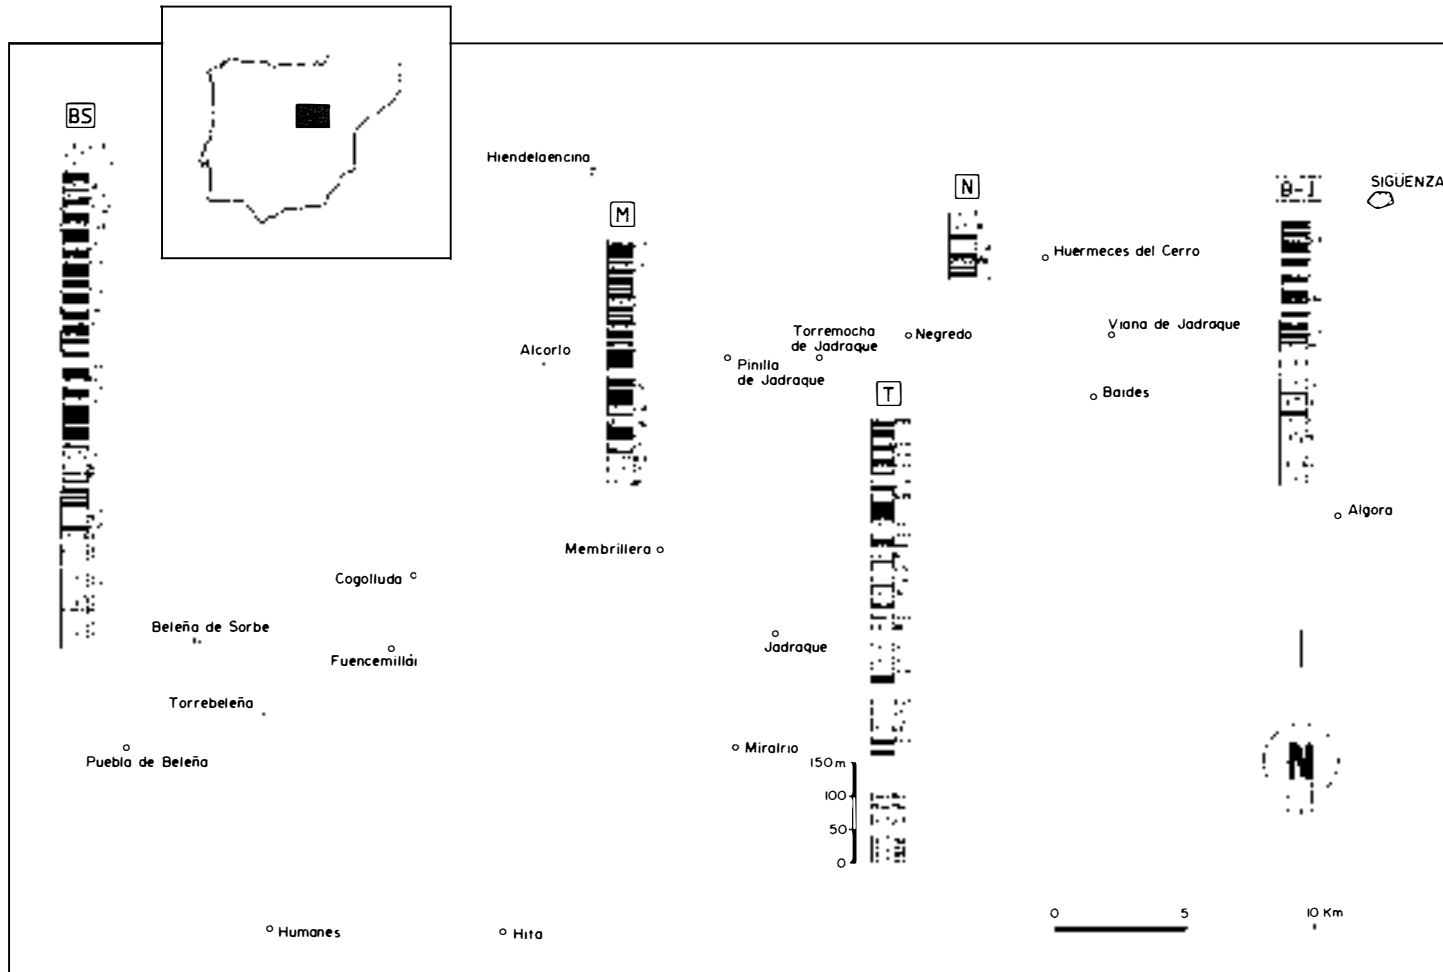 BS
Hiendelaencina
M
N
B-J
SIGÜENZA
Huermeces del Cerro
Alcorlo
Pinilla
de Jadraque
Torremocha
de Jadraque
Negredo
Viana de Jadraque
T
Baides
Algora
Membrillera
Cogolluda
Beleña de Sorbe
Fuencemillán
Jadraque
Torrebeleña
Puebla de Beleña
Miralrio
150 m
100
50
0
N
0 5 10 Km
Humanes
Hita